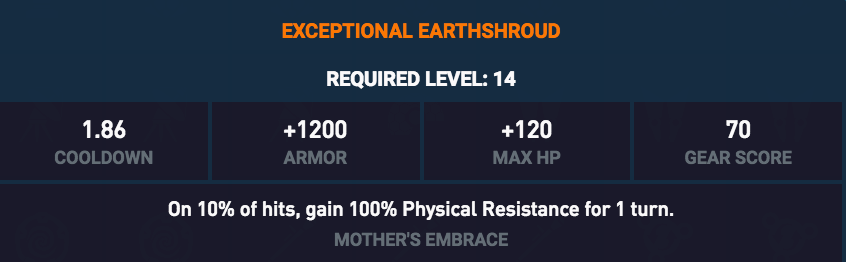 EXCEPTIONAL EARTHSHROUD
REQUIRED LEVEL: 14
1.86 +1200 +120 70
COOLDOWN ARMOR MAX HP GEAR SCORE
On 10% of hits, gain 100% Physical Resistance for 1 turn.
MOTHER'S EMBRACE